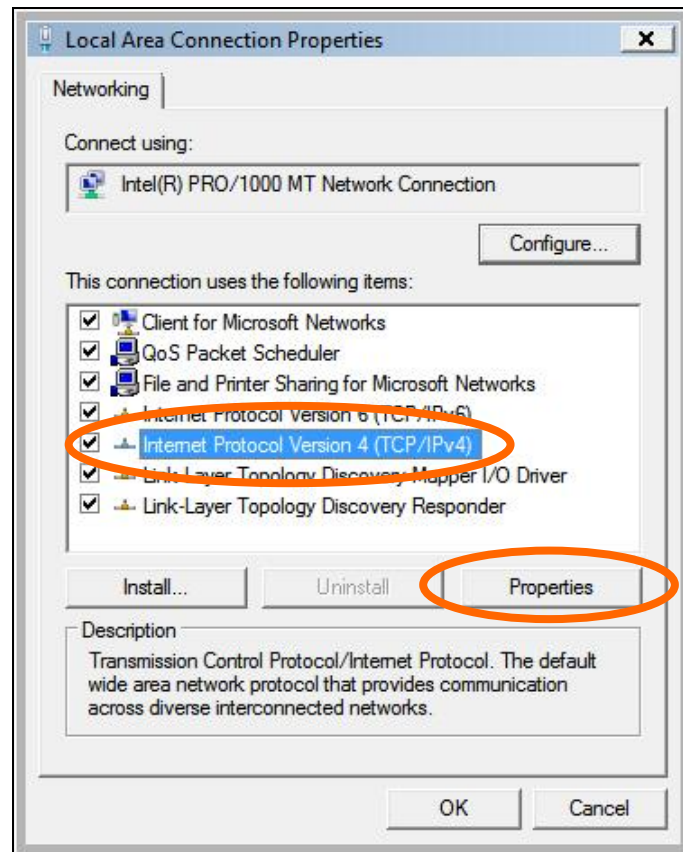 Local Area Connection Properties
Networking
Connect using:
Intel(R) PRO/1000 MT Network Connection
Configure...
This connection uses the following items:
Client for Microsoft Networks
QoS Packet Scheduler
File and Printer Sharing for Microsoft Networks
Internet Protocol Version 6 (TCP/IPv6)
Internet Protocol Version 4 (TCP/IPv4)
Link-Layer Topology Discovery Mapper I/O Driver
Link-Layer Topology Discovery Responder
Install... Uninstall Properties
Description
Transmission Control Protocol/Internet Protocol. The default
wide area network protocol that provides communication
across diverse interconnected networks.
OK Cancel